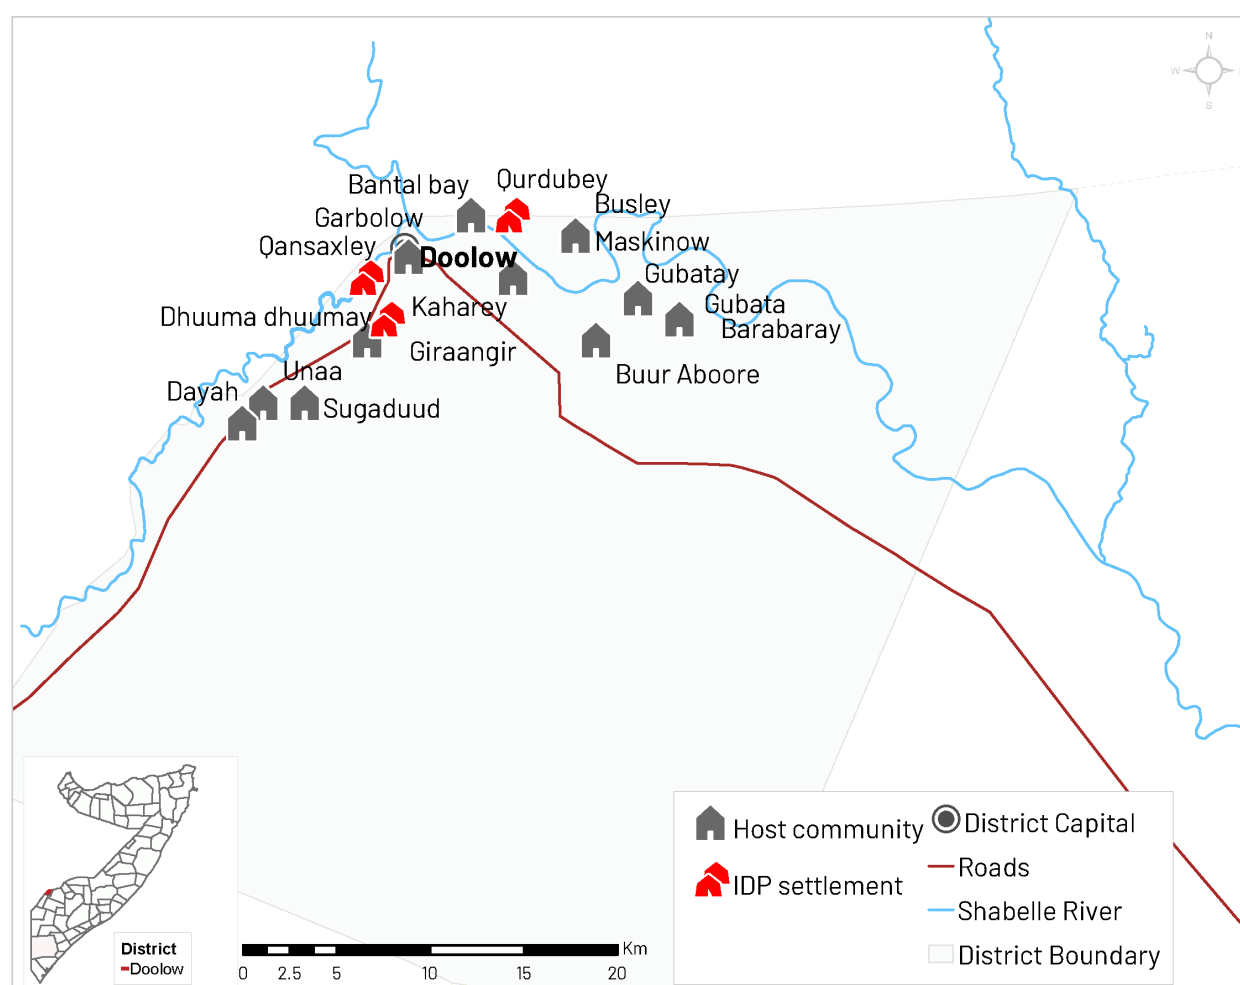 N
W
S
Bantal bay
Qurdubey
Garbolow
Busley
Qansaxley
Doolow
Maskinow
Gubatay
Dhuuma dhuumay
Kaharey
Gubata
Barabaray
Giraangir
Unaa
Buur Aboore
Dayah
Sugaduud
Host community
District Capital
IDP settlement
Roads
Shabelle River
District Boundary
District
Doolow
Km
0 2.5 5 10 15 20